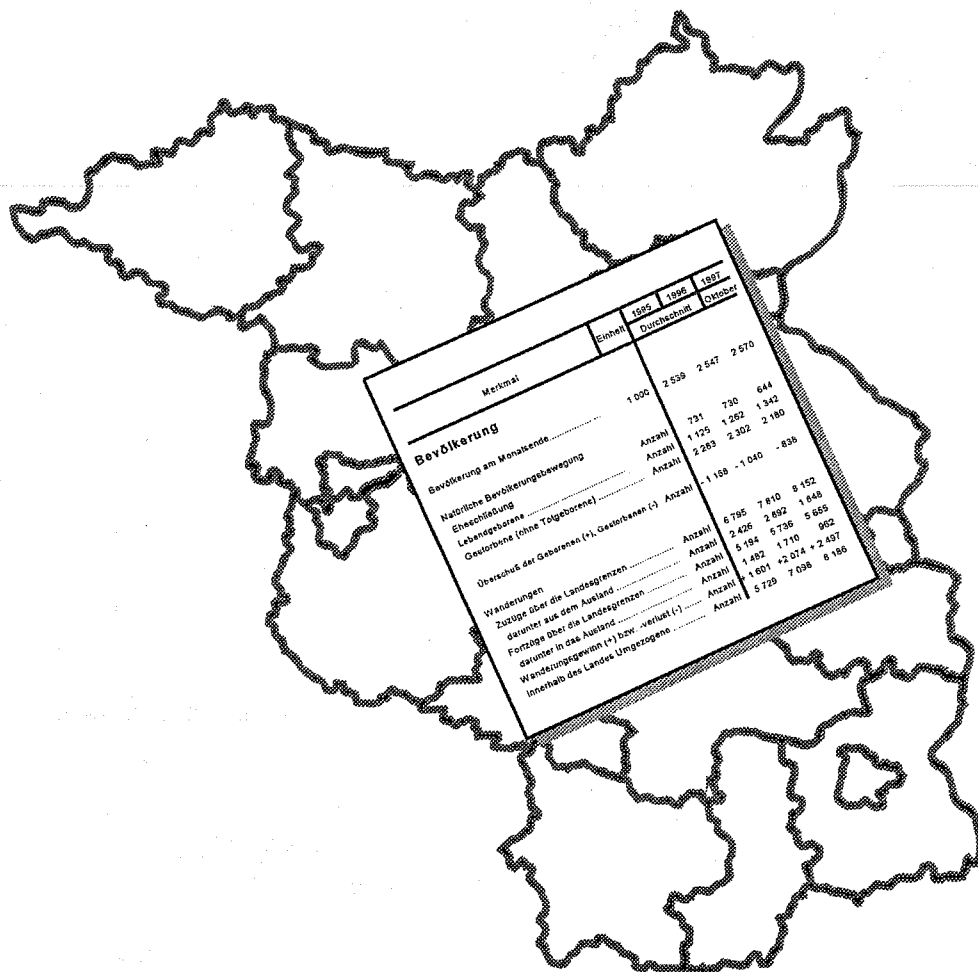 Merkmal Einheit 1995 1996 1997
Durchschnitt Oktober
Bevölkerung
Bevölkerung am Monatsende 1 000 2 539 2 547 2 570
Natürliche Bevölkerungsbewegung
Eheschließung Anzahl 731 730 644
Lebendgeborene Anzahl 1 125 1 262 1 342
Gestorbene (ohne Totgeborene) Anzahl 2 283 2 302 2 180
Überschuß der Geborenen (+), Gestorbenen (-) Anzahl - 1 158 - 1 040 - 838
Wanderungen
Zuzüge über die Landesgrenzen Anzahl 6 795 7 810 8 152
darunter aus dem Ausland Anzahl 2 426 2 892 1 848
Fortzüge über die Landesgrenzen Anzahl 5 194 5 736 5 655
darunter in das Ausland Anzahl 1 482 1 710 962
Wanderungsgewinn (+) bzw. -verlust (-) Anzahl + 1 601 +2 074 + 2 497
Innerhalb des Landes Umgezogene Anzahl 5 729 7 098 8 186